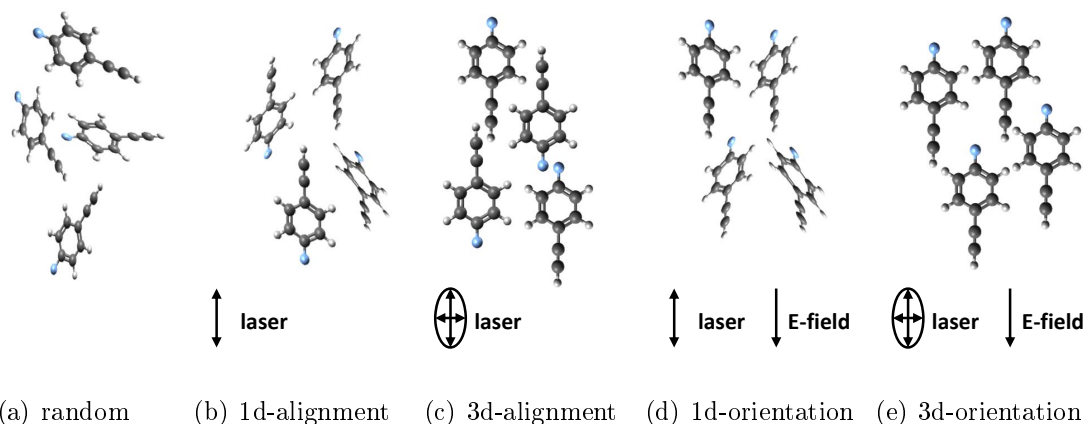 laser
laser
laser E-field
laser E-field
(a) random (b) 1d-alignment (c) 3d-alignment (d) 1d-orientation (e) 3d-orientation